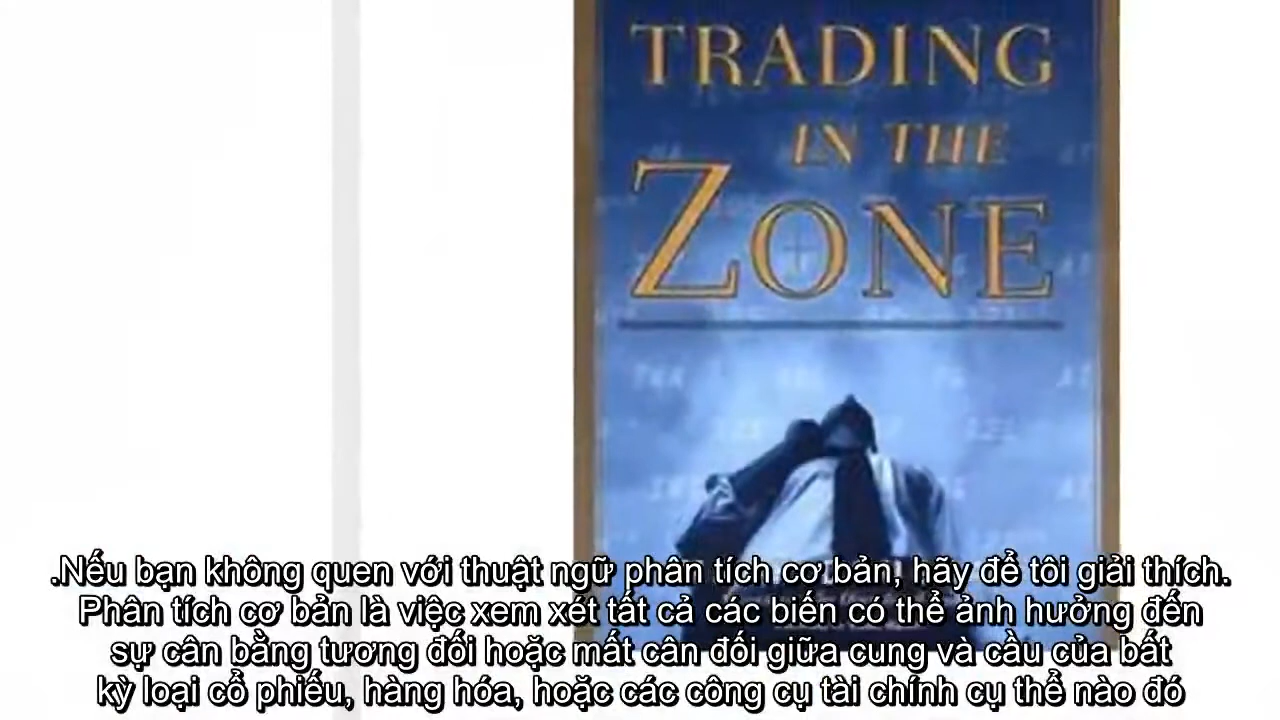 TRADING
IN THE
ZONE
.Nếu bạn không quen với thuật ngữ phân tích cơ bản, hãy để tôi giải thích.
Phân tích cơ bản là việc xem xét tất cả các biến có thể ảnh hưởng đến
sự cân bằng tương đối hoặc mất cân đối giữa cung và cầu của bất
kỳ loại cổ phiếu, hàng hóa, hoặc các công cụ tài chính cụ thể nào đó